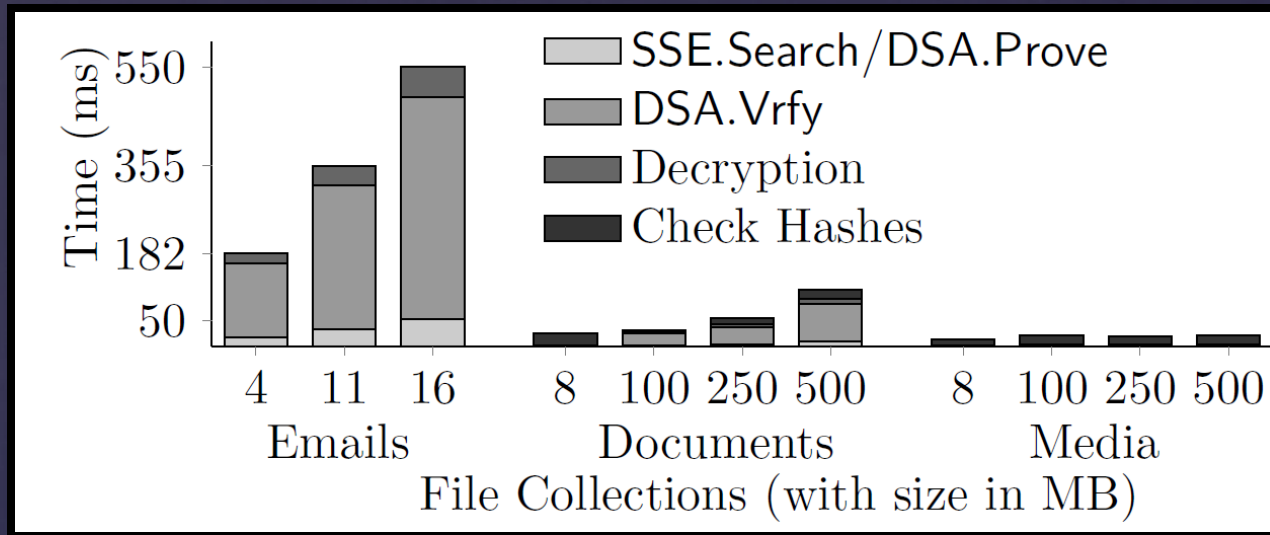 Time (ms)
550
355
182
50
SSE.Search/DSA.Prove
DSA.Vrfy
Decryption
Check Hashes
4 11 16 8 100 250 500 8 100 250 500
Emails Documents Media
File Collections (with size in MB)